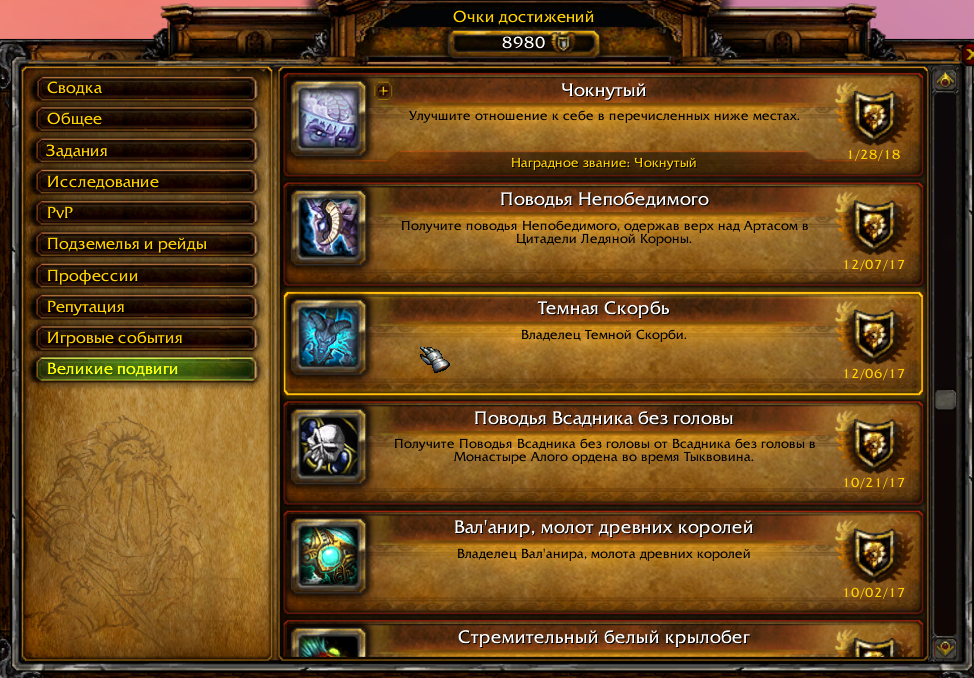 Очки достижений
8980
Сводка
Общее
Задания
Исследование
PvP
Подземелья и рейды
Профессии
Репутация
Игровые события
Великие подвиги
Чокнутый
Улучшите отношение к себе в перечисленных ниже местах.
Наградное звание: Чокнутый
1/28/18
Поводья Непобедимого
Получите поводья Непобедимого, одержав верх над Артасом в
Цитадели Ледяной Короны.
12/07/17
Темная Скорбь
Владелец Темной Скорби.
12/06/17
Поводья Всадника без головы
Получите Поводья Всадника без головы от Всадника без головы в
Монастыре Алого ордена во время Тыквовина.
10/21/17
Вал'анир, молот древних королей
Владелец Вал'анира, молота древних королей
10/02/17
Стремительный белый крылобег